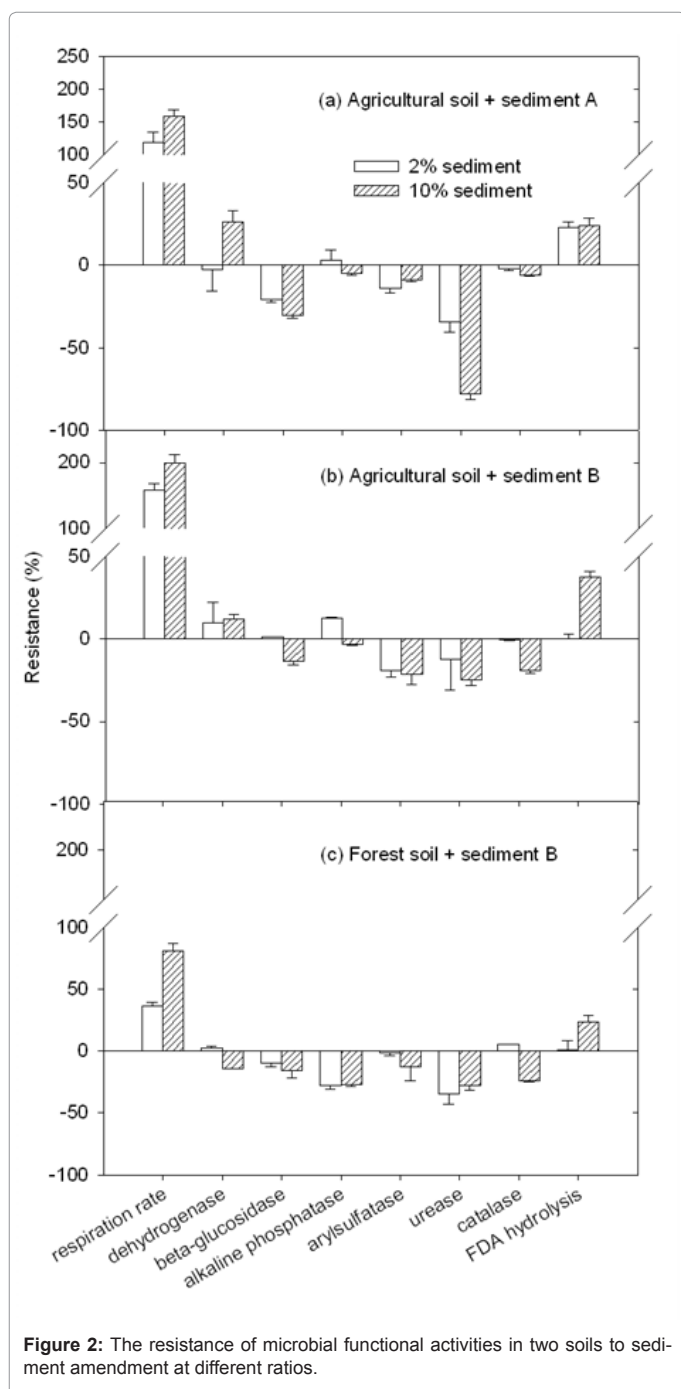 250
200
150
100
50
0
-50
-100
(a) Agricultural soil + sediment A
2% sediment
10% sediment
200
100
50
0
-50
-100
(b) Agricultural soil + sediment B
Resistance (%)
200
100
50
0
-50
-100
(c) Forest soil + sediment B
respiration rate
dehydrogenase
beta-glucosidase
alkaline phosphatase
arylsulfatase
urease
catalase
FDA hydrolysis
Figure 2: The resistance of microbial functional activities in two soils to sedi-
ment amendment at different ratios.